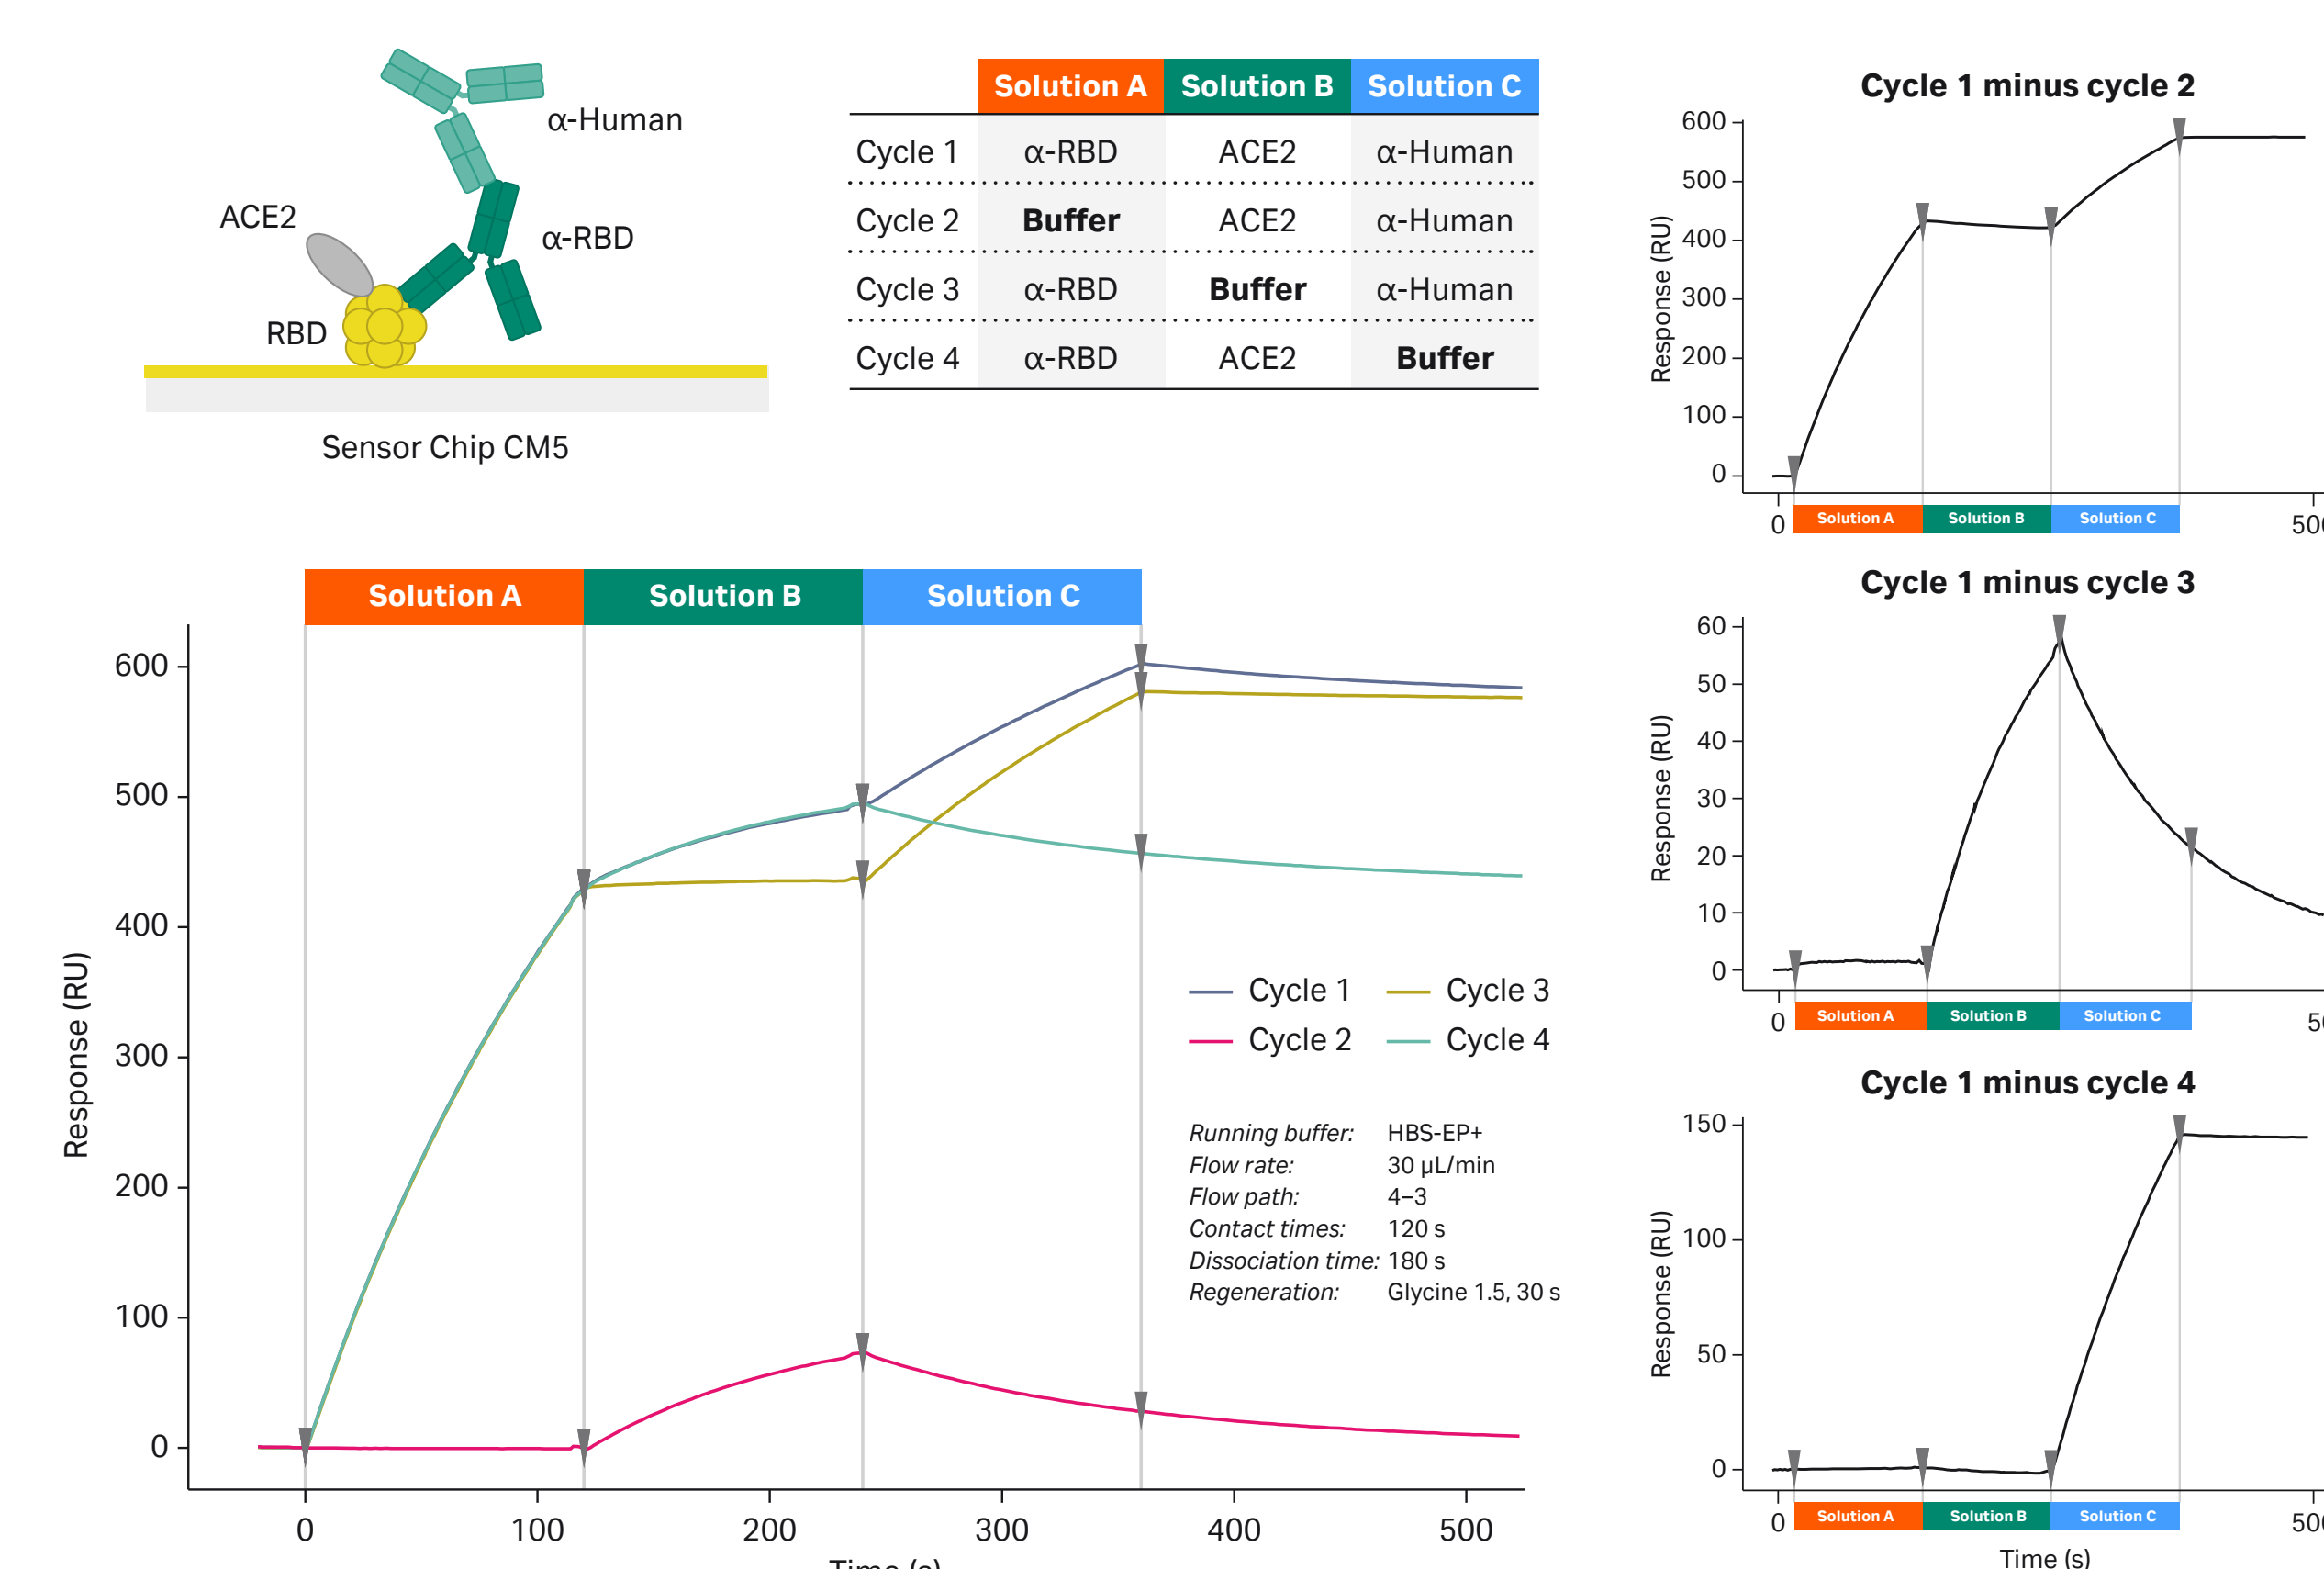 α-Human
ACE2
α-RBD
RBD
Sensor Chip CM5
Solution A Solution B Solution C
Cycle 1 α-RBD ACE2 α-Human
Cycle 2 Buffer ACE2 α-Human
Cycle 3 α-RBD Buffer α-Human
Cycle 4 α-RBD ACE2 Buffer
Solution A Solution B Solution C
600
500
400
300
200
100
0
Response (RU)
0 100 200 300 400 500
Time (s)
Cycle 1 Cycle 3
Cycle 2 Cycle 4
Running buffer: HBS-EP+
Flow rate: 30 µL/min
Flow path: 4–3
Contact times: 120 s
Dissociation time: 180 s
Regeneration: Glycine 1.5, 30 s
Cycle 1 minus cycle 2
600
500
400
300
200
100
0
Response (RU)
Solution A Solution B Solution C
0 500
Cycle 1 minus cycle 3
60
50
40
30
20
10
0
Response (RU)
Solution A Solution B Solution C
0
Cycle 1 minus cycle 4
150
100
50
0
Response (RU)
Solution A Solution B Solution C
0 500
Time (s)